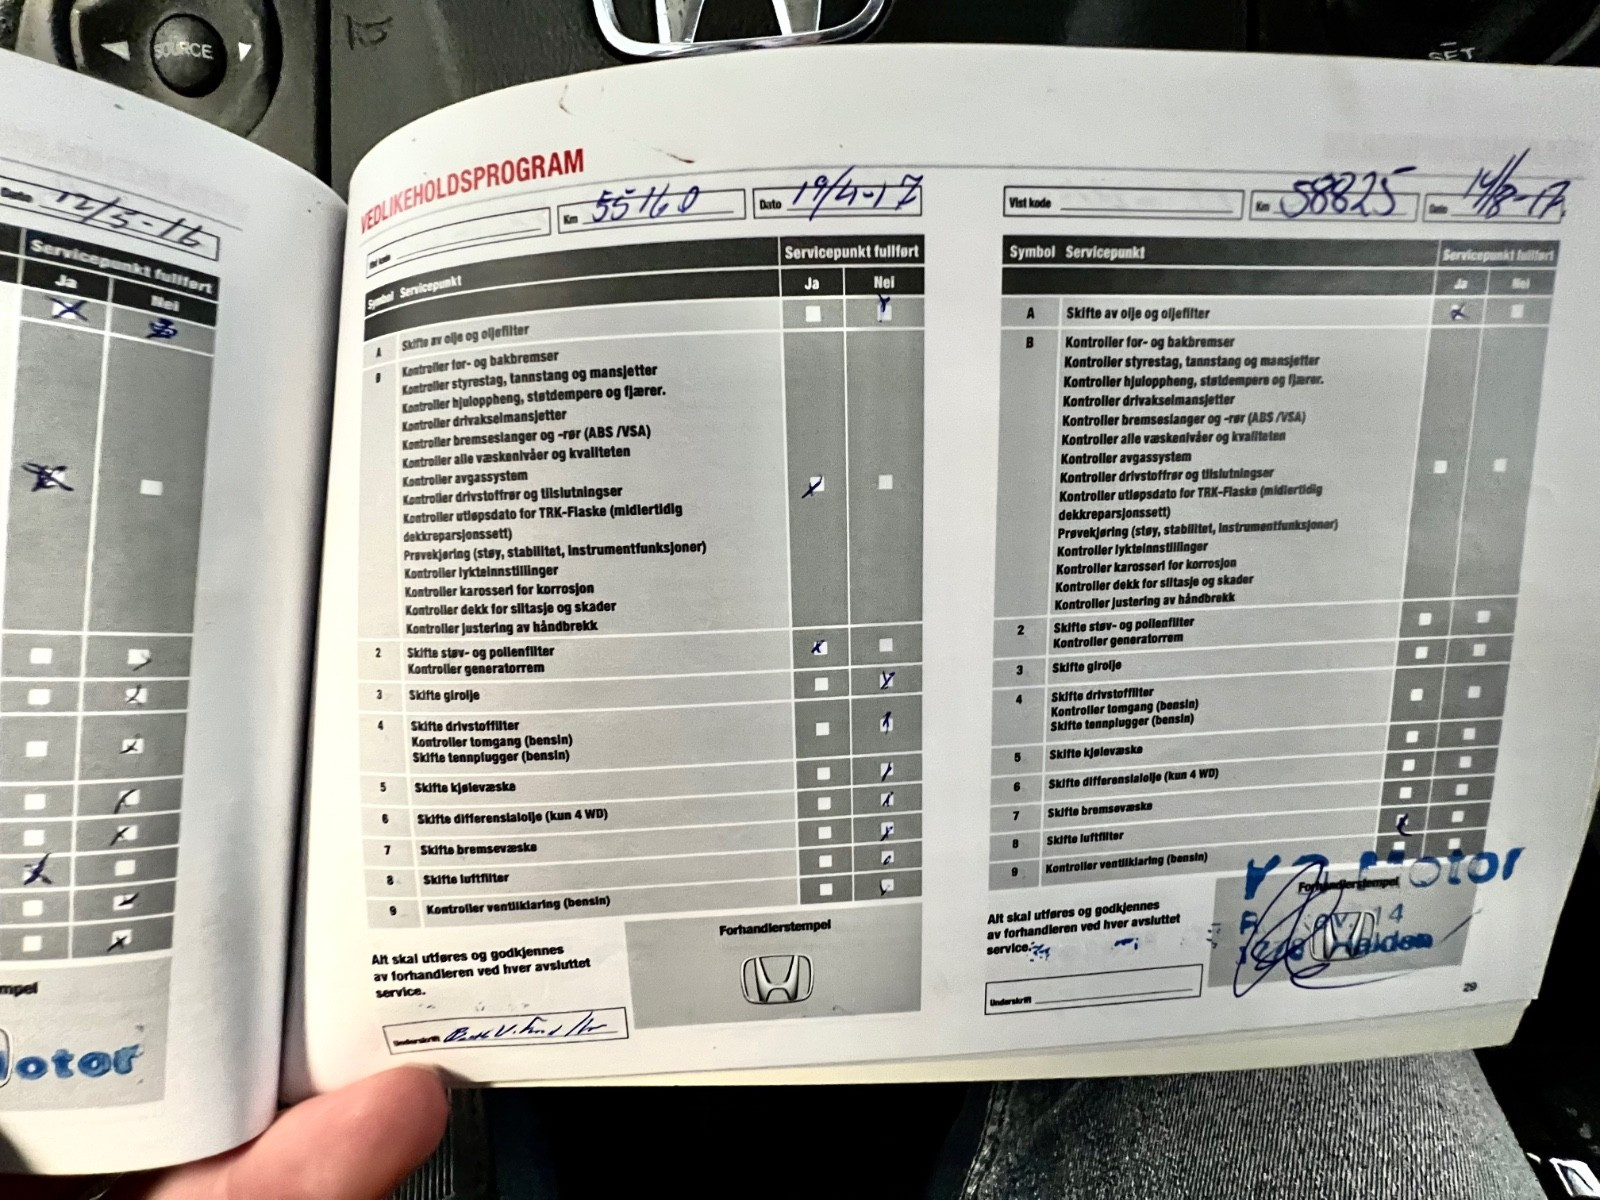 SOURCE
SET
Dato 12/5-16
Servicepunkt fullført
Ja Nei
Motor
VEDLIKEHOLDSPROGRAM
Vist kode
Km 55160
Dato 19/4-17
Symbol Servicepunkt
Servicepunkt fullført
Ja Nei
A Skifte av olje og oljefilter
B Kontroller for- og bakbremser
Kontroller styrestag, tannstang og mansjetter
Kontroller hjuloppheng, støtdempere og fjærer.
Kontroller drivakselmansjetter
Kontroller bremseslanger og -rør (ABS /VSA)
Kontroller alle væskenivåer og kvaliteten
Kontroller avgassystem
Kontroller drivstoffrør og tilslutningser
Kontroller utløpsdato for TRK-Flaske (midlertidig
dekkreparsjonssett)
Prøvekjøring (støy, stabilitet, instrumentfunksjoner)
Kontroller lykteinnstillinger
Kontroller karosseri for korrosjon
Kontroller dekk for slitasje og skader
Kontroller justering av håndbrekk
2 Skifte støv- og pollenfilter
Kontroller generatorrem
3 Skifte girolje
4 Skifte drivstoffilter
Kontroller tomgang (bensin)
Skifte tennplugger (bensin)
5 Skifte kjølevæske
6 Skifte differensialolje (kun 4 WD)
7 Skifte bremsevæske
8 Skifte luftfilter
9 Kontroller ventilklaring (bensin)
Alt skal utføres og godkjennes
av forhandleren ved hver avsluttet
service.
Underskrift
Forhandlerstempel
Vist kode
Km 58825
Dato 14/8-17
Symbol Servicepunkt
Servicepunkt fullført
Ja Nei
A Skifte av olje og oljefilter
B Kontroller for- og bakbremser
Kontroller styrestag, tannstang og mansjetter
Kontroller hjuloppheng, støtdempere og fjærer.
Kontroller drivakselmansjetter
Kontroller bremseslanger og -rør (ABS /VSA)
Kontroller alle væskenivåer og kvaliteten
Kontroller avgassystem
Kontroller drivstoffrør og tilslutningser
Kontroller utløpsdato for TRK-Flaske (midlertidig
dekkreparsjonssett)
Prøvekjøring (støy, stabilitet, instrumentfunksjoner)
Kontroller lykteinnstillinger
Kontroller karosseri for korrosjon
Kontroller dekk for slitasje og skader
Kontroller justering av håndbrekk
2 Skifte støv- og pollenfilter
Kontroller generatorrem
3 Skifte girolje
4 Skifte drivstoffilter
Kontroller tomgang (bensin)
Skifte tennplugger (bensin)
5 Skifte kjølevæske
6 Skifte differensialolje (kun 4 WD)
7 Skifte bremsevæske
8 Skifte luftfilter
9 Kontroller ventilklaring (bensin)
Alt skal utføres og godkjennes
av forhandleren ved hver avsluttet
service.
Underskrift
Forhandlerstempel
Motor
14
Halden
29